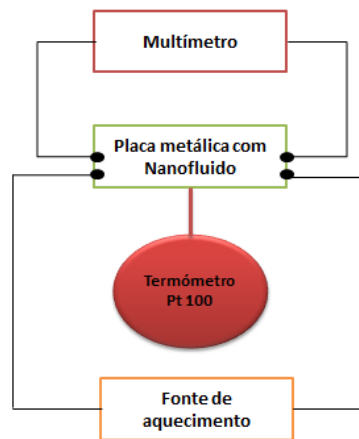 Multímetro
Placa metálica com
Nanofluido
Termómetro
Pt 100
Fonte de
aquecimento